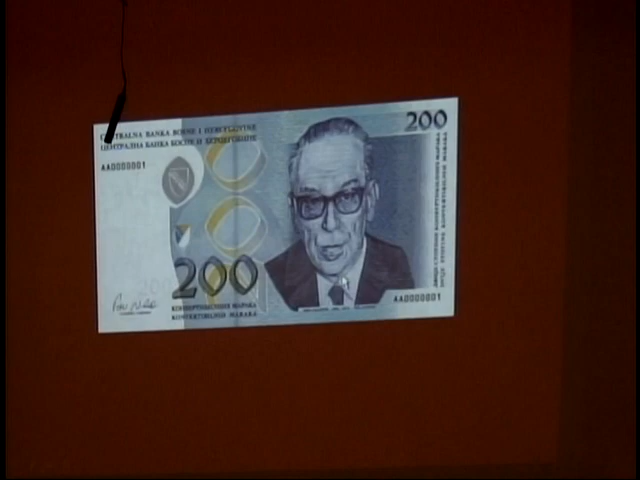 CENTRALNA BANKA BOSNE I HERCEGOVINE
ЦЕНТРАЛНА БАНКА БОСНЕ И ХЕРЦЕГОВИНЕ
200
AA0000001
200
КОНВЕРТИБИЛНИХ МАРАКА
KONVERTIBILNIH MARAKA
AA0000001